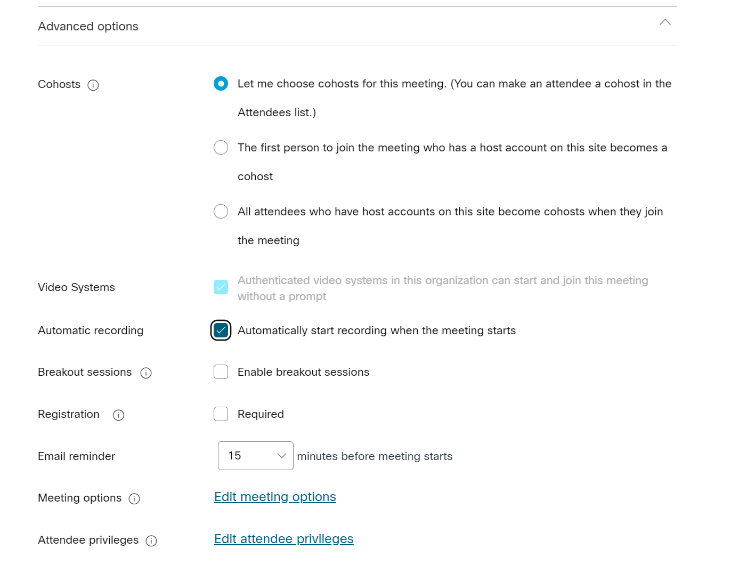 Advanced options
Cohosts
Let me choose cohosts for this meeting. (You can make an attendee a cohost in the
Attendees list.)
The first person to join the meeting who has a host account on this site becomes a
cohost
All attendees who have host accounts on this site become cohosts when they join
the meeting
Video Systems
Authenticated video systems in this organization can start and join this meeting
without a prompt
Automatic recording
Automatically start recording when the meeting starts
Breakout sessions
Enable breakout sessions
Registration
Required
Email reminder
15
minutes before meeting starts
Meeting options
Edit meeting options
Attendee privileges
Edit attendee privileges